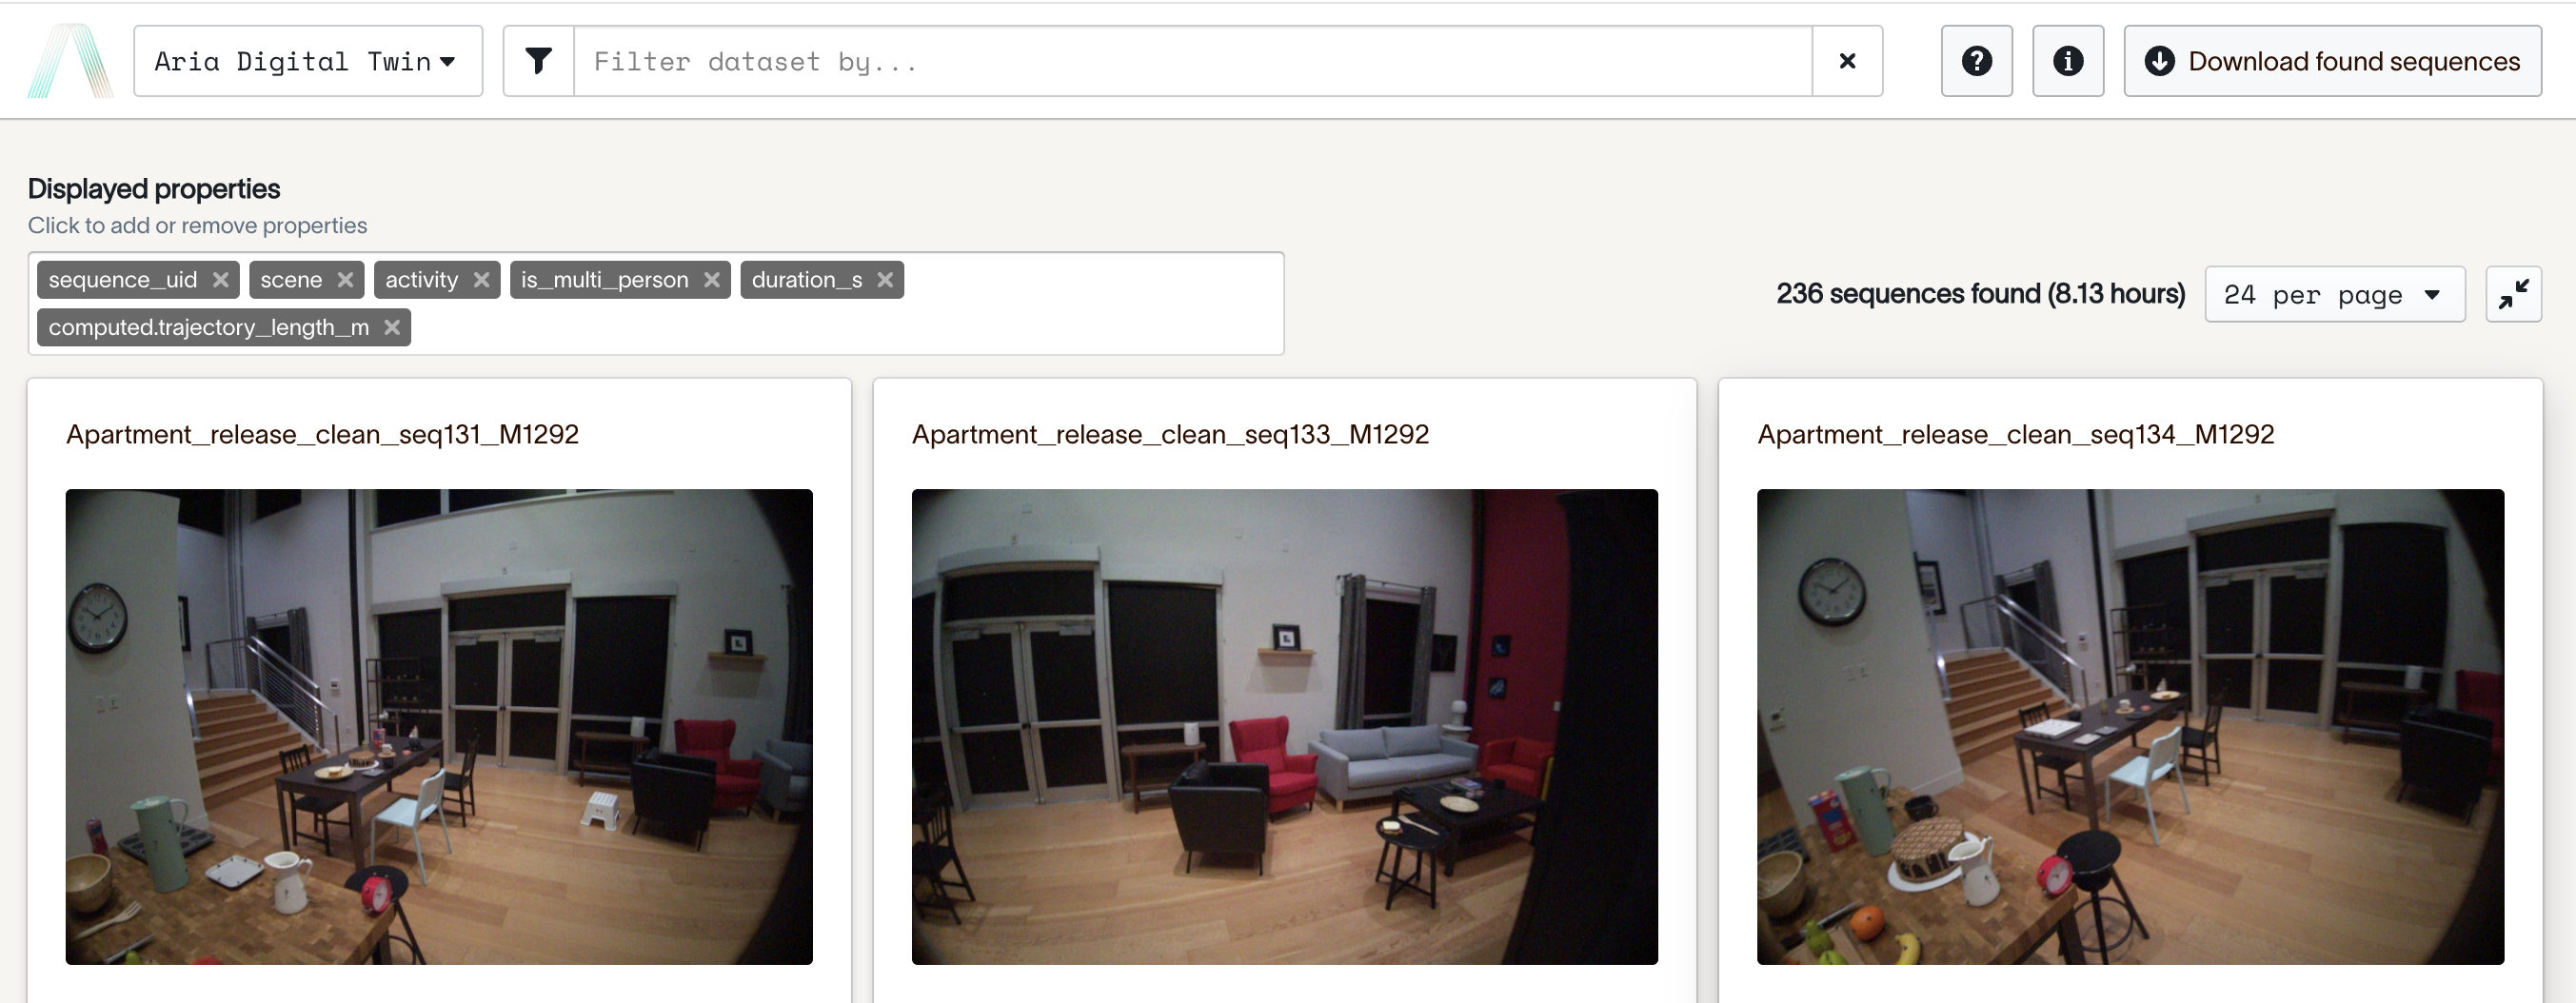 Aria Digital Twin
Filter dataset by...
Download found sequences
Displayed properties
Click to add or remove properties
sequence_uid scene activity is_multi_person duration_s
computed.trajectory_length_m
236 sequences found (8.13 hours)
24 per page
Apartment_release_clean_seq131_M1292
Apartment_release_clean_seq133_M1292
Apartment_release_clean_seq134_M1292